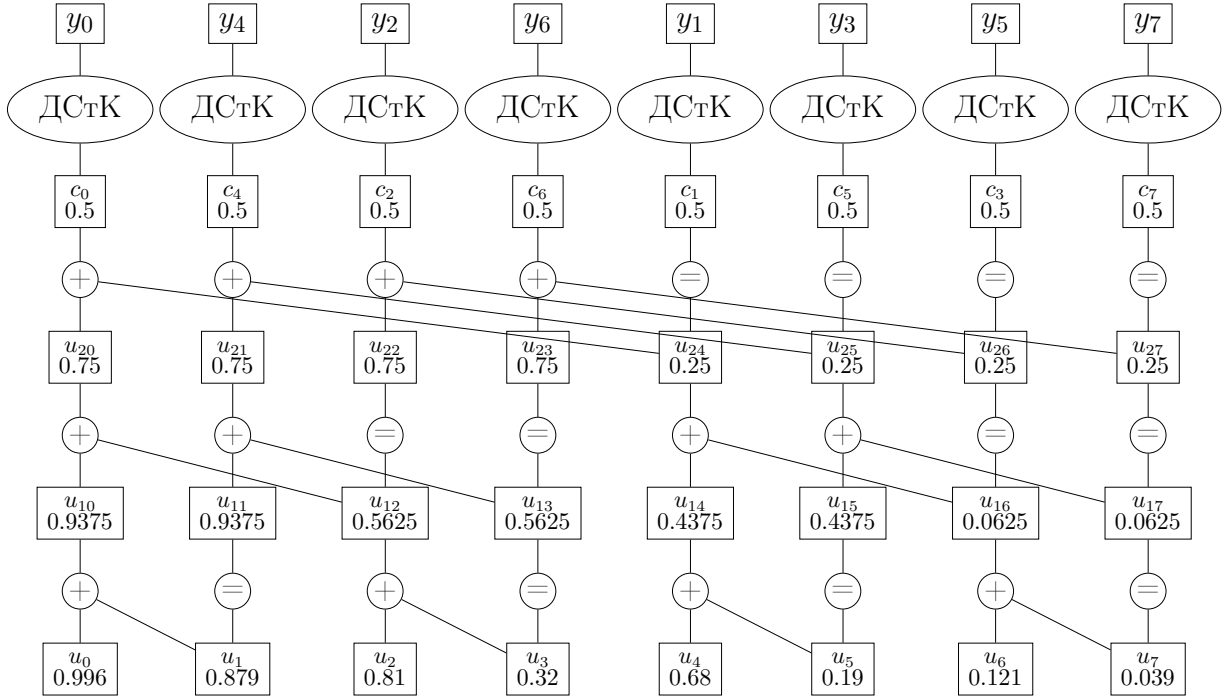 y₀ y₄ y₂ y₆ y₁ y₃ y₅ y₇
ДСтК ДСтК ДСтК ДСтК ДСтК ДСтК ДСтК ДСтК
c₀ c₄ c₂ c₆ c₁ c₅ c₃ c₇
0.5 0.5 0.5 0.5 0.5 0.5 0.5 0.5
+ + + + = = = =
u₂₀ u₂₁ u₂₂ u₂₃ u₂₄ u₂₅ u₂₆ u₂₇
0.75 0.75 0.75 0.75 0.25 0.25 0.25 0.25
+ + = = + + = =
u₁₀ u₁₁ u₁₂ u₁₃ u₁₄ u₁₅ u₁₆ u₁₇
0.9375 0.9375 0.5625 0.5625 0.4375 0.4375 0.0625 0.0625
+ = + = + = + =
u₀ u₁ u₂ u₃ u₄ u₅ u₆ u₇
0.996 0.879 0.81 0.32 0.68 0.19 0.121 0.039